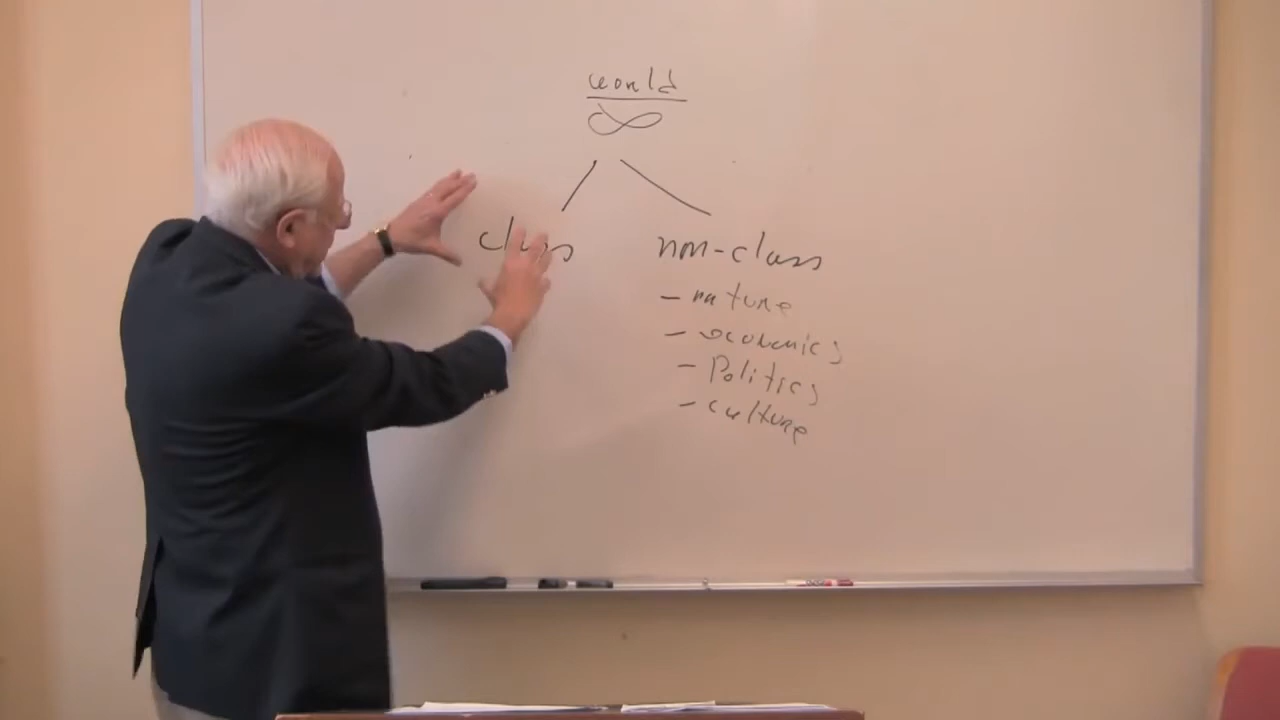 world
∞
class non-class
- nature
- economics
- Politics
- culture